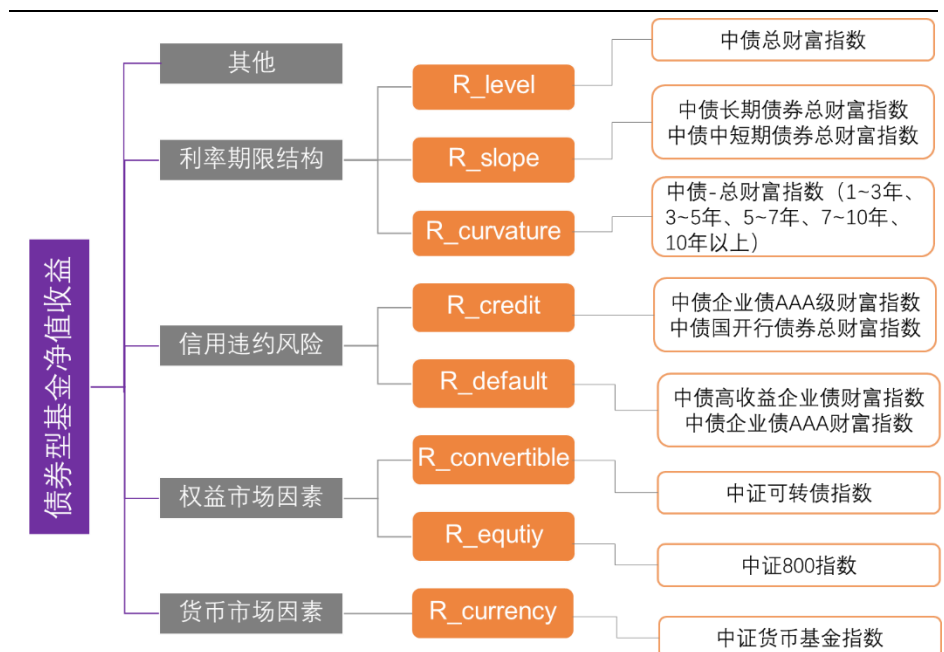 债券型基金净值收益
其他
利率期限结构
信用违约风险
权益市场因素
货币市场因素
R_level
R_slope
R_curvature
R_credit
R_default
R_convertible
R_equtiy
R_currency
中债总财富指数
中债长期债券总财富指数
中债中短期债券总财富指数
中债-总财富指数（1~3年、
3~5年、5~7年、7~10年、
10年以上）
中债企业债AAA级财富指数
中债国开行债券总财富指数
中债高收益企业债财富指数
中债企业债AAA财富指数
中证可转债指数
中证800指数
中证货币基金指数